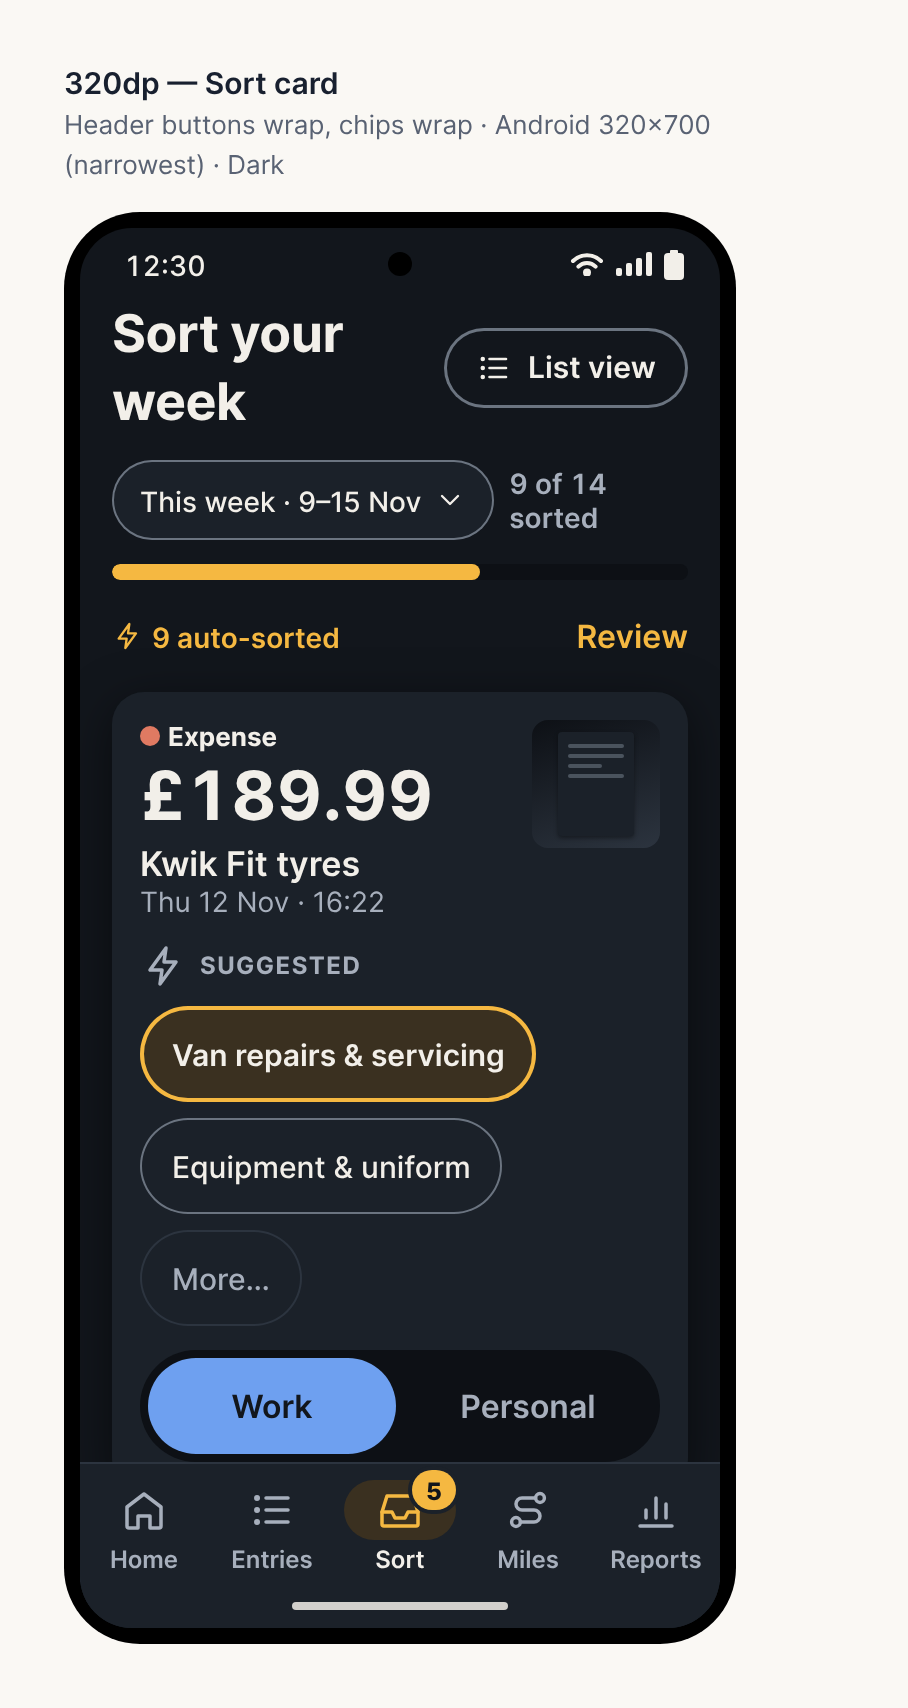 320dp — Sort card
Header buttons wrap, chips wrap · Android 320×700
(narrowest) · Dark
12:30
Sort your
week
List view
This week · 9–15 Nov
9 of 14
sorted
9 auto-sorted
Review
Expense
£189.99
Kwik Fit tyres
Thu 12 Nov · 16:22
SUGGESTED
Van repairs & servicing
Equipment & uniform
More...
Work
Personal
5
Home
Entries
Sort
Miles
Reports